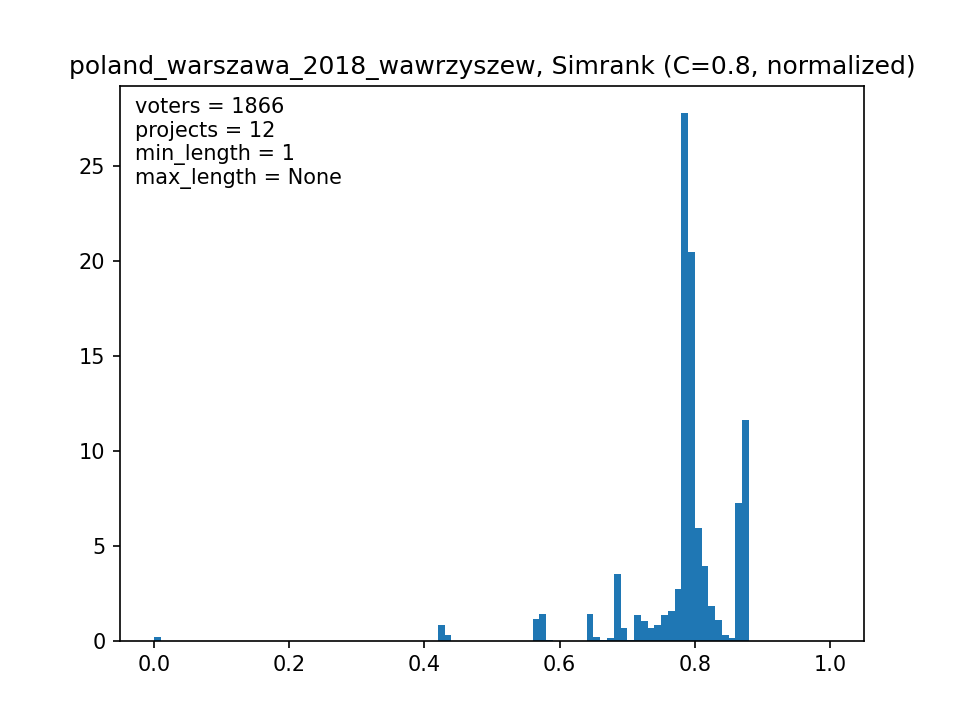 poland_warszawa_2018_wawrzyszew, Simrank (C=0.8, normalized)
voters = 1866
projects = 12
min_length = 1
max_length = None
25
20
15
10
5
0
0.0 0.2 0.4 0.6 0.8 1.0